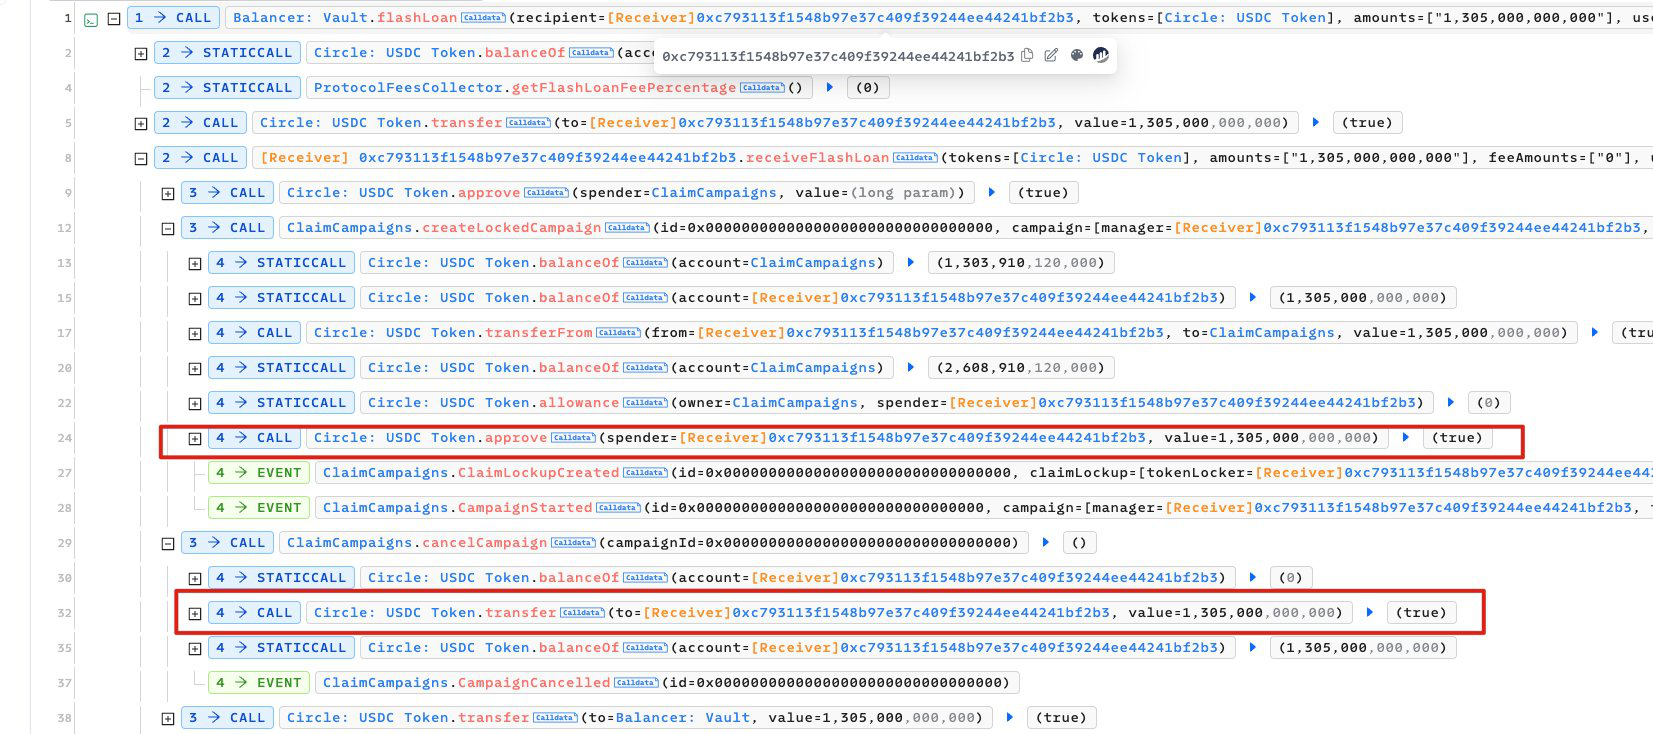 1 1 → CALL Balancer: Vault.flashLoan Calldata (recipient=[Receiver]0xc793113f1548b97e37c409f39244ee44241bf2b3, tokens=[Circle: USDC Token], amounts=["1,305,000,000,000"], use
2 2 → STATICCALL Circle: USDC Token.balanceOf Calldata (acc
0xc793113f1548b97e37c409f39244ee44241bf2b3
4 2 → STATICCALL ProtocolFeesCollector.getFlashLoanFeePercentage Calldata () (0)
5 2 → CALL Circle: USDC Token.transfer Calldata (to=[Receiver]0xc793113f1548b97e37c409f39244ee44241bf2b3, value=1,305,000,000,000) (true)
8 2 → CALL [Receiver] 0xc793113f1548b97e37c409f39244ee44241bf2b3.receiveFlashLoan Calldata (tokens=[Circle: USDC Token], amounts=["1,305,000,000,000"], feeAmounts=["0"], u
9 3 → CALL Circle: USDC Token.approve Calldata (spender=ClaimCampaigns, value=(long param)) (true)
12 3 → CALL ClaimCampaigns.createLockedCampaign Calldata (id=0x00000000000000000000000000000000, campaign=[manager=[Receiver]0xc793113f1548b97e37c409f39244ee44241bf2b3,
13 4 → STATICCALL Circle: USDC Token.balanceOf Calldata (account=ClaimCampaigns) (1,303,910,120,000)
15 4 → STATICCALL Circle: USDC Token.balanceOf Calldata (account=[Receiver]0xc793113f1548b97e37c409f39244ee44241bf2b3) (1,305,000,000,000)
17 4 → CALL Circle: USDC Token.transferFrom Calldata (from=[Receiver]0xc793113f1548b97e37c409f39244ee44241bf2b3, to=ClaimCampaigns, value=1,305,000,000,000) (tru
20 4 → STATICCALL Circle: USDC Token.balanceOf Calldata (account=ClaimCampaigns) (2,608,910,120,000)
22 4 → STATICCALL Circle: USDC Token.allowance Calldata (owner=ClaimCampaigns, spender=[Receiver]0xc793113f1548b97e37c409f39244ee44241bf2b3) (0)
24 4 → CALL Circle: USDC Token.approve Calldata (spender=[Receiver]0xc793113f1548b97e37c409f39244ee44241bf2b3, value=1,305,000,000,000) (true)
27 4 → EVENT ClaimCampaigns.ClaimLockupCreated Calldata (id=0x00000000000000000000000000000000, claimLockup=[tokenLocker=[Receiver]0xc793113f1548b97e37c409f39244ee442
28 4 → EVENT ClaimCampaigns.CampaignStarted Calldata (id=0x00000000000000000000000000000000, campaign=[manager=[Receiver]0xc793113f1548b97e37c409f39244ee44241bf2b3, t
29 3 → CALL ClaimCampaigns.cancelCampaign Calldata (campaignId=0x00000000000000000000000000000000) ()
30 4 → STATICCALL Circle: USDC Token.balanceOf Calldata (account=[Receiver]0xc793113f1548b97e37c409f39244ee44241bf2b3) (0)
32 4 → CALL Circle: USDC Token.transfer Calldata (to=[Receiver]0xc793113f1548b97e37c409f39244ee44241bf2b3, value=1,305,000,000,000) (true)
35 4 → STATICCALL Circle: USDC Token.balanceOf Calldata (account=[Receiver]0xc793113f1548b97e37c409f39244ee44241bf2b3) (1,305,000,000,000)
37 4 → EVENT ClaimCampaigns.CampaignCancelled Calldata (id=0x00000000000000000000000000000000)
38 3 → CALL Circle: USDC Token.transfer Calldata (to=Balancer: Vault, value=1,305,000,000,000) (true)